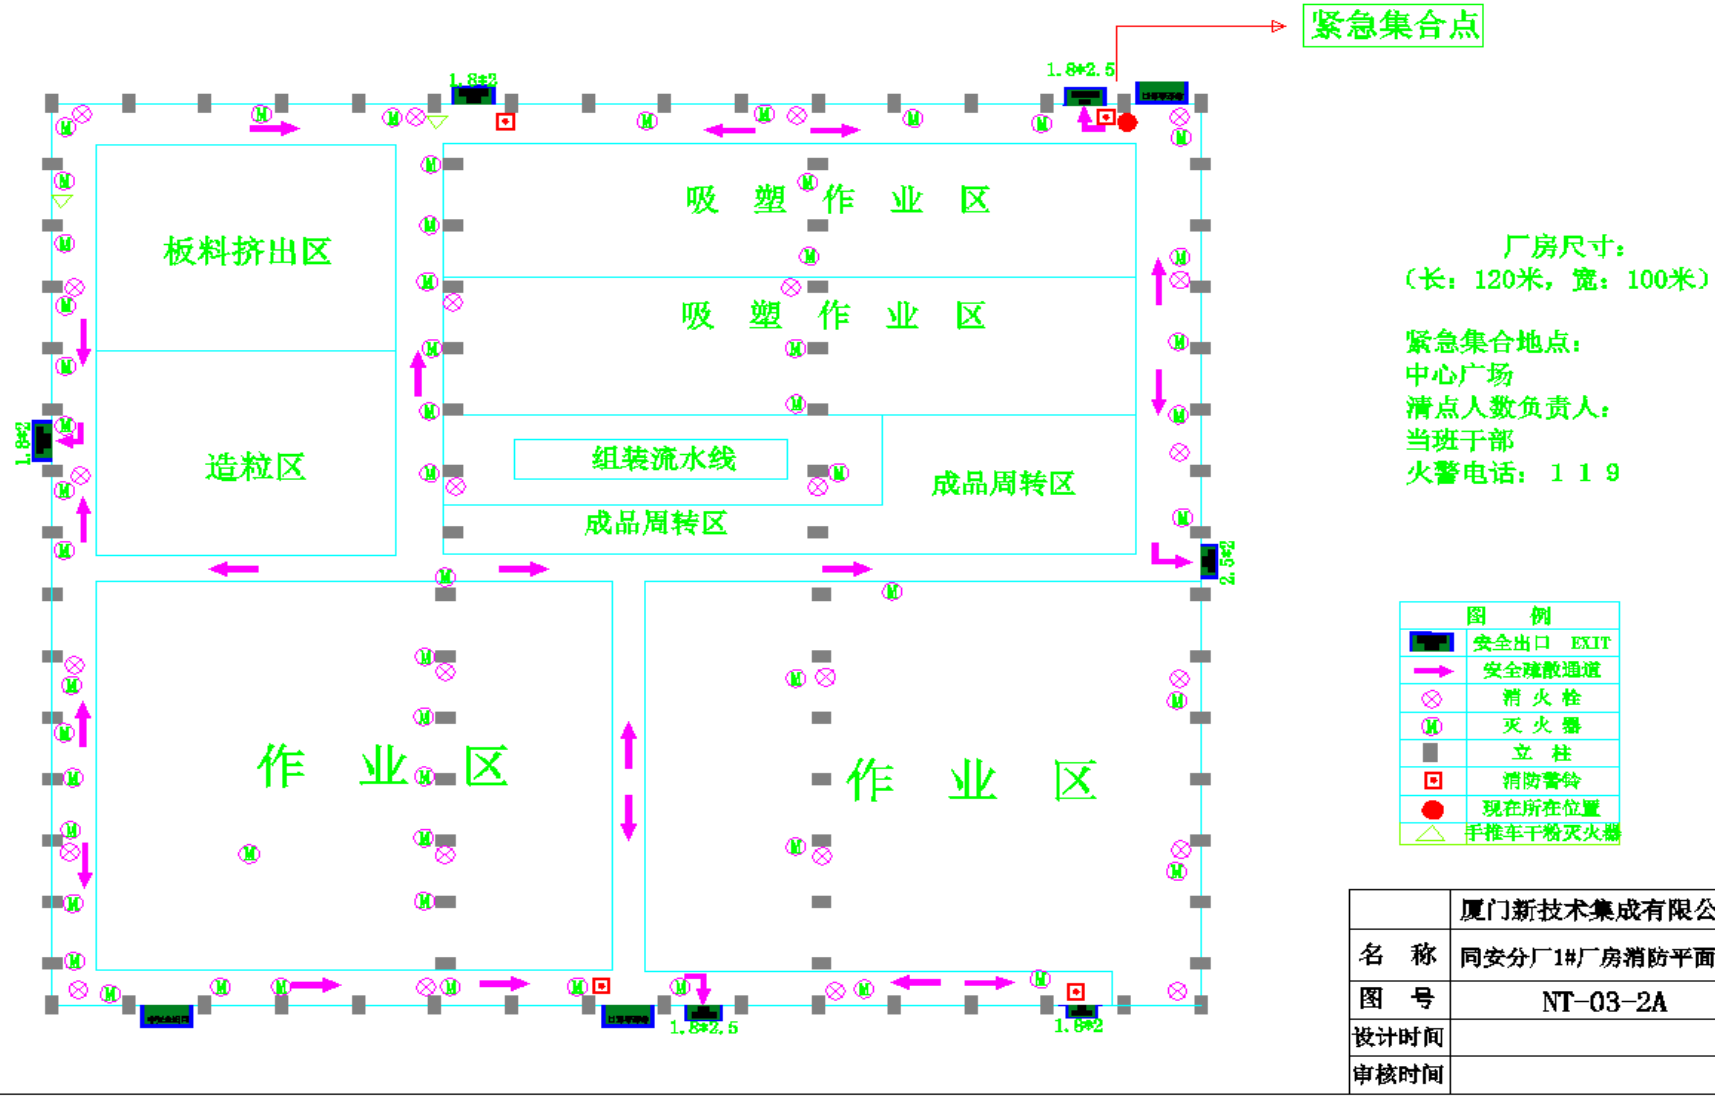 紧急集合点
1.8*2
1.8*2.5
吸 塑 作 业 区
板料挤出区
吸 塑 作 业 区
厂房尺寸:
(长: 120米, 宽: 100米)
紧急集合地点:
中心广场
清点人数负责人:
当班干部
火警电话: 1 1 9
1.8*2
造粒区
组装流水线
成品周转区
成品周转区
2.5*2
作 业 区
作 业 区
1.8*2.5
1.8*2
图 例
安全出口 EXIT
安全疏散通道
消 火 栓
M 灭 火 器
立 柱
消防警铃
现在所在位置
手推车干粉灭火器
厦门新技术集成有限公
名 称 同安分厂1#厂房消防平面
图 号 NT-03-2A
设计时间
审核时间